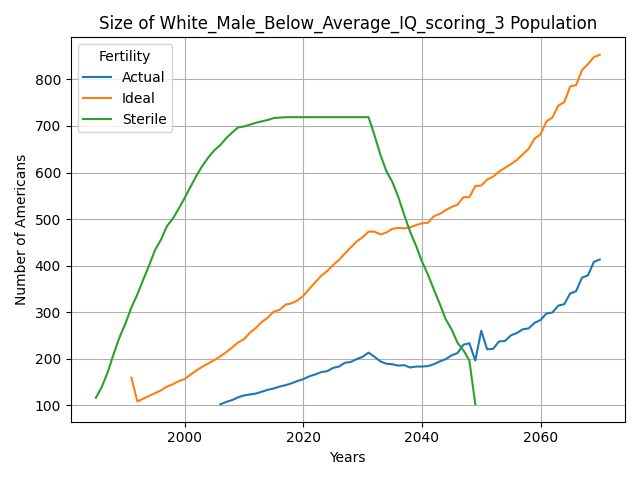 Size of White_Male_Below_Average_IQ_scoring_3 Population
Fertility
Actual
Ideal
Sterile
Number of Americans
800
700
600
500
400
300
200
100
2000
2020
2040
2060
Years